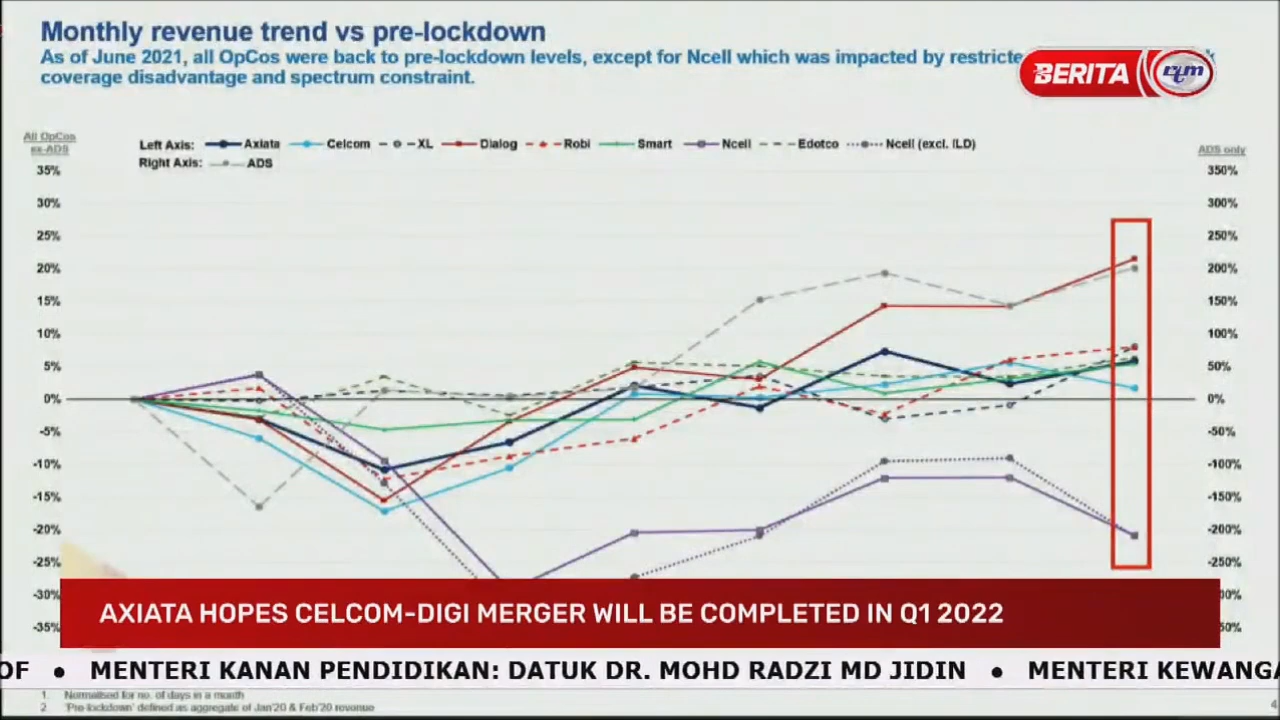 Monthly revenue trend vs pre-lockdown
As of June 2021, all OpCos were back to pre-lockdown levels, except for Ncell which was impacted by
coverage disadvantage and spectrum constraint.
BERITA rtm
All OpCos
ex-ADS
Left Axis: Axiata Celcom XL Dialog Robi Smart Ncell Edotco Ncell (excl. ILD)
Right Axis: ADS
ADS only
35% 350%
30% 300%
25% 250%
20% 200%
15% 150%
10% 100%
5% 50%
0% 0%
-5% -50%
-10% -100%
-15% -150%
-20% -200%
-25% -250%
-30%
-35%
AXIATA HOPES CELCOM-DIGI MERGER WILL BE COMPLETED IN Q1 2022
OF • MENTERI KANAN PENDIDIKAN: DATUK DR. MOHD RADZI MD JIDIN • MENTERI KEWANGA
1. Normalised for no. of days in a month
2 'Pre-lockdown' defined as aggregate of Jan'20 & Feb'20 revenue
4